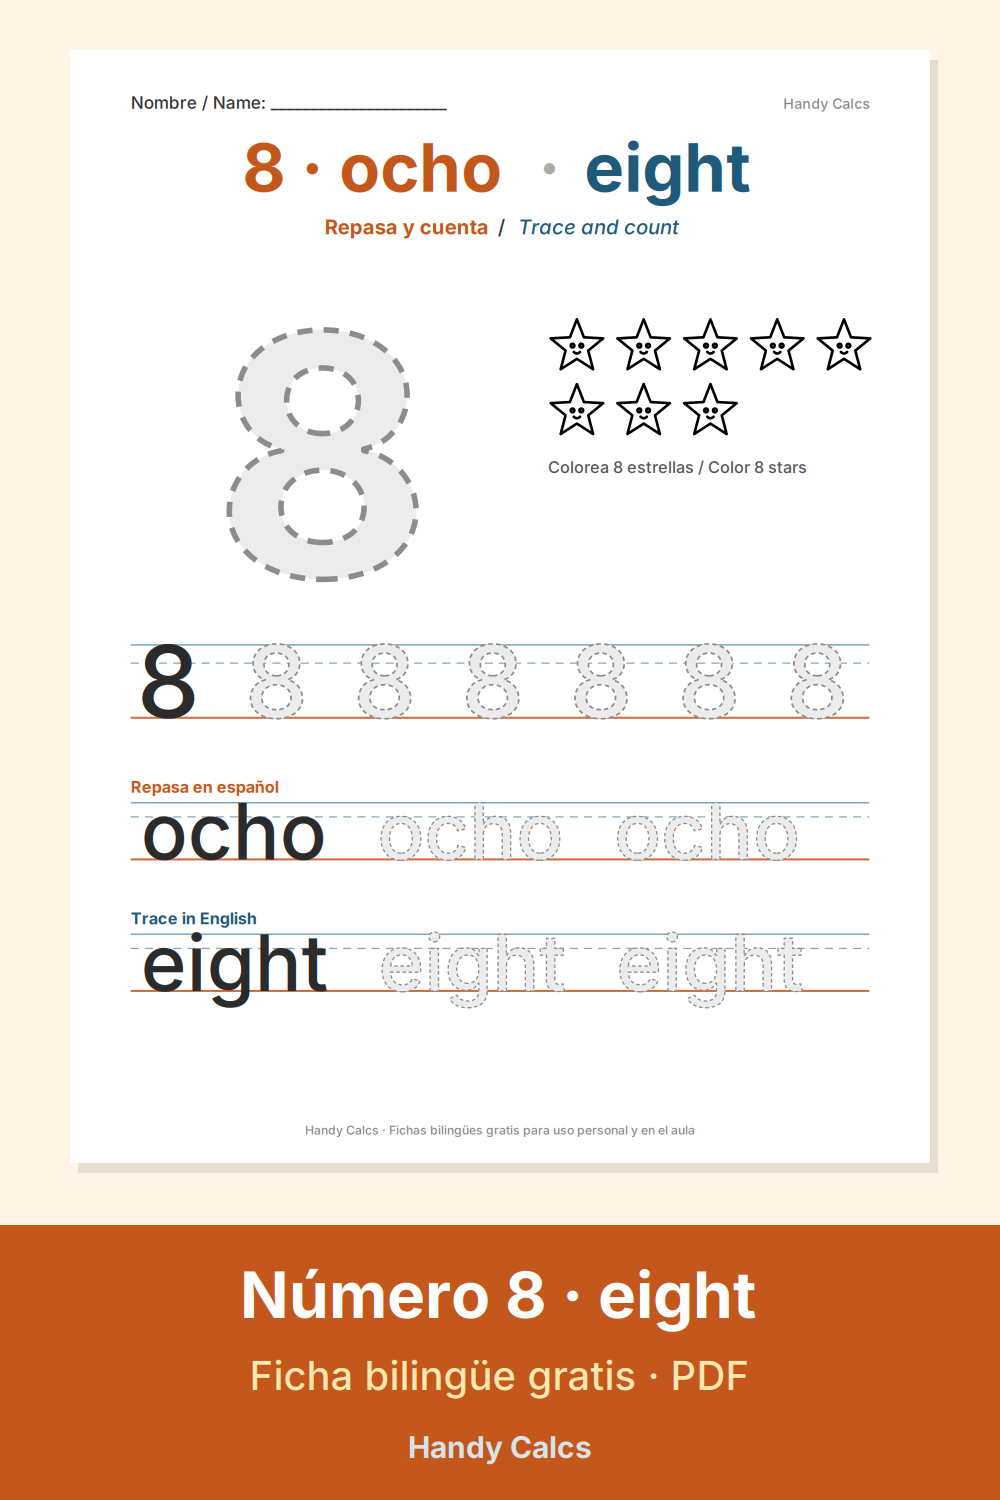 Nombre / Name: ______________________
Handy Calcs
8 · ocho · eight
Repasa y cuenta / Trace and count
8
Colorea 8 estrellas / Color 8 stars
8 8 8 8 8 8 8
Repasa en español
ocho ocho ocho
Trace in English
eight eight eight
Handy Calcs · Fichas bilingües gratis para uso personal y en el aula
Número 8 · eight
Ficha bilingüe gratis · PDF
Handy Calcs